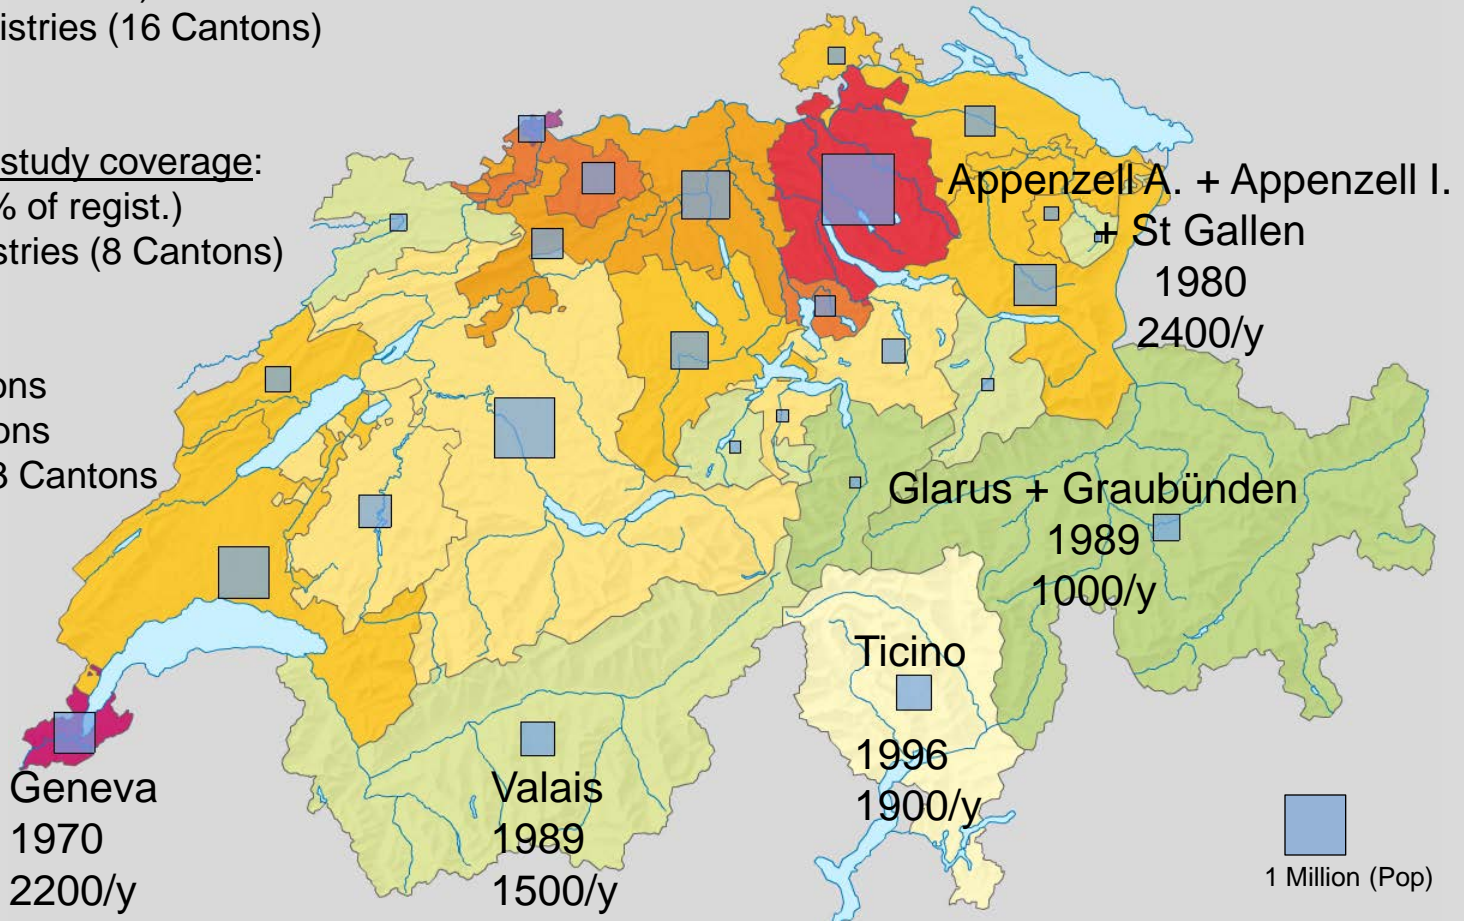 istries (16 Cantons)
study coverage:
% of regist.)
stries (8 Cantons)
ons
ons
3 Cantons
Appenzell A. + Appenzell I.
+ St Gallen
1980
2400/y
Glarus + Graubünden
1989
1000/y
Ticino
1996
1900/y
Geneva
1970
2200/y
Valais
1989
1500/y
1 Million (Pop)